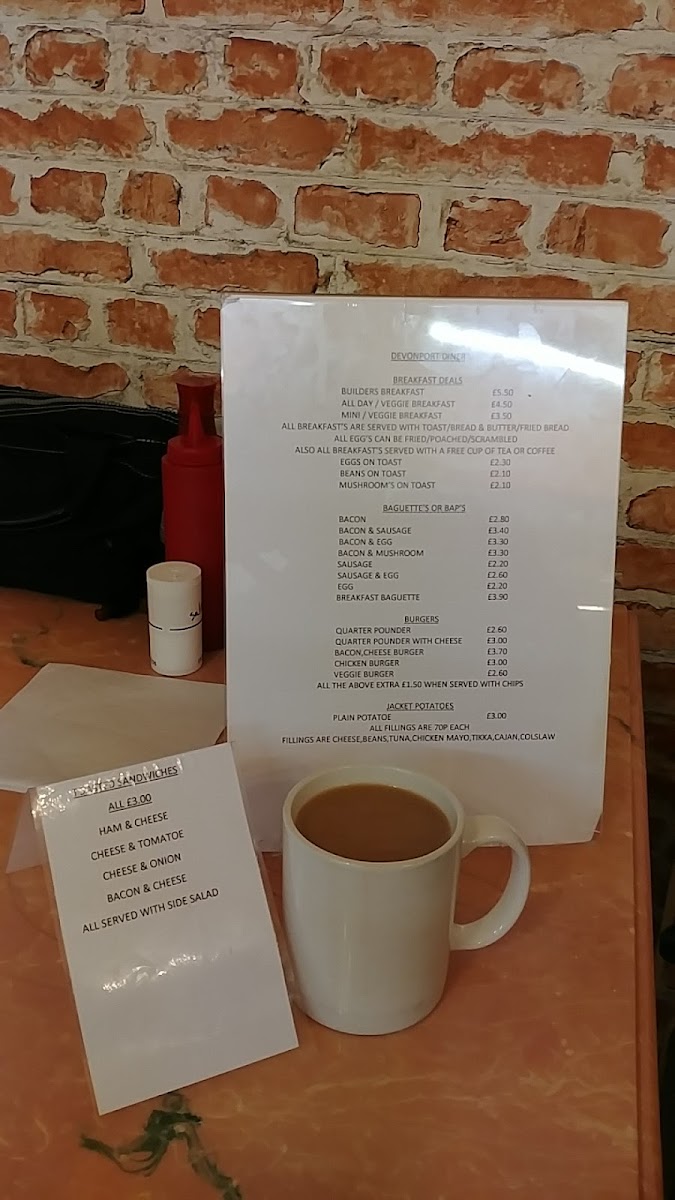 DEVONPORT DINER
BREAKFAST DEALS
BUILDERS BREAKFAST £5.50
ALL DAY / VEGGIE BREAKFAST £4.50
MINI / VEGGIE BREAKFAST £3.50
ALL BREAKFAST'S ARE SERVED WITH TOAST/BREAD & BUTTER/FRIED BREAD
ALL EGG'S CAN BE FRIED/POACHED/SCRAMBLED
ALSO ALL BREAKFAST'S SERVED WITH A FREE CUP OF TEA OR COFFEE
EGGS ON TOAST £2.30
BEANS ON TOAST £2.10
MUSHROOM'S ON TOAST £2.10
BAGUETTE'S OR BAP'S
BACON £2.80
BACON & SAUSAGE £3.40
BACON & EGG £3.30
BACON & MUSHROOM £3.30
SAUSAGE £2.20
SAUSAGE & EGG £2.60
EGG £2.20
BREAKFAST BAGUETTE £3.90
BURGERS
QUARTER POUNDER £2.60
QUARTER POUNDER WITH CHEESE £3.00
BACON,CHEESE BURGER £3.70
CHICKEN BURGER £3.00
VEGGIE BURGER £2.60
ALL THE ABOVE EXTRA £1.50 WHEN SERVED WITH CHIPS
JACKET POTATOES
PLAIN POTATOE £3.00
ALL FILLINGS ARE 70P EACH
FILLINGS ARE CHEESE,BEANS,TUNA,CHICKEN MAYO,TIKKA,CAJAN,COLSLAW
SANDWICHES
ALL £3.00
HAM & CHEESE
CHEESE & TOMATOE
CHEESE & ONION
BACON & CHEESE
ALL SERVED WITH SIDE SALAD